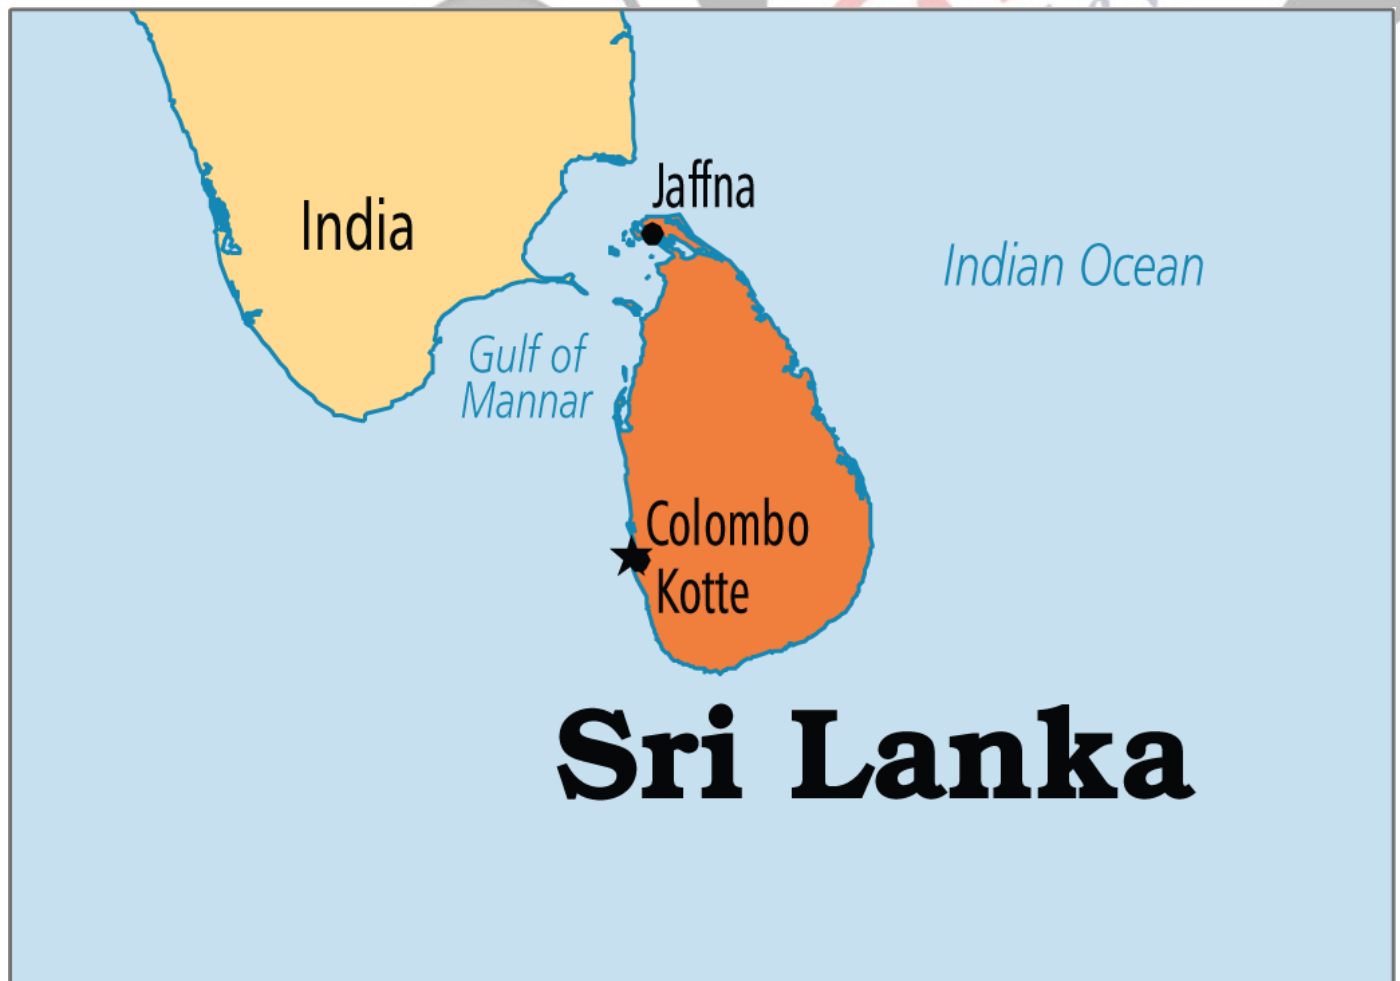 Jaffna
India
Indian Ocean
Gulf of
Mannar
Colombo
Kotte
Sri Lanka